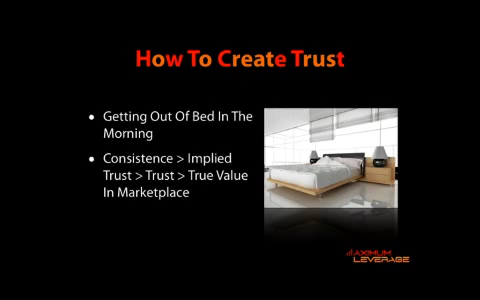 How To Create Trust
Getting Out Of Bed In The
Morning
Consistence > Implied
Trust > Trust > True Value
In Marketplace
MAXIMUM
LEVERAGE